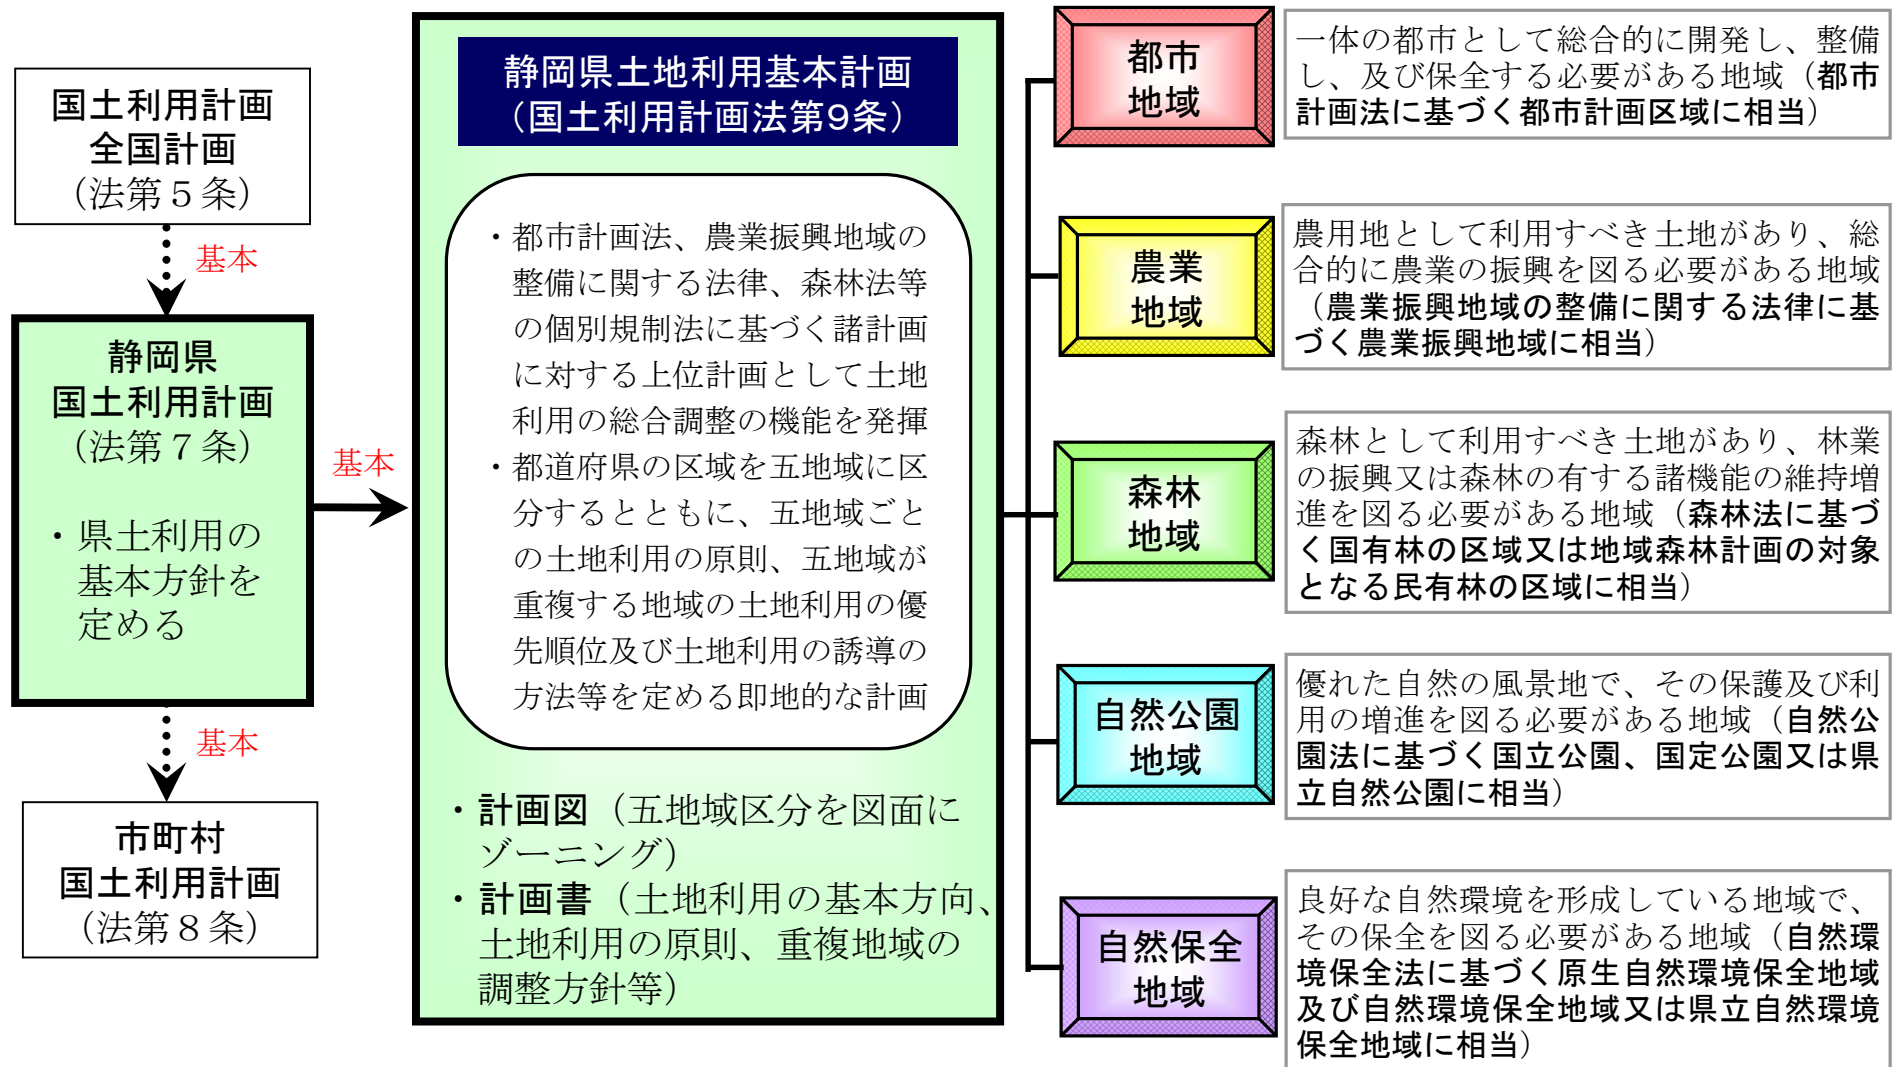 国土利用計画
全国計画
（法第５条）
基本
静岡県
国土利用計画
（法第７条）
・県土利用の
基本方針を
定める
基本
基本
市町村
国土利用計画
（法第８条）
静岡県土地利用基本計画
（国土利用計画法第9条）
・都市計画法、農業振興地域の
整備に関する法律、森林法等
の個別規制法に基づく諸計画
に対する上位計画として土地
利用の総合調整の機能を発揮
・都道府県の区域を五地域に区
分するとともに、五地域ごと
の土地利用の原則、五地域が
重複する地域の土地利用の優
先順位及び土地利用の誘導の
方法等を定める即地的な計画
・計画図（五地域区分を図面に
ゾーニング）
・計画書（土地利用の基本方向、
土地利用の原則、重複地域の
調整方針等）
都市
地域
一体の都市として総合的に開発し、整備
し、及び保全する必要がある地域（都市
計画法に基づく都市計画区域に相当）
農業
地域
農用地として利用すべき土地があり、総
合的に農業の振興を図る必要がある地域
（農業振興地域の整備に関する法律に基
づく農業振興地域に相当）
森林
地域
森林として利用すべき土地があり、林業
の振興又は森林の有する諸機能の維持増
進を図る必要がある地域（森林法に基づ
く国有林の区域又は地域森林計画の対象
となる民有林の区域に相当）
自然公園
地域
優れた自然の風景地で、その保護及び利
用の増進を図る必要がある地域（自然公
園法に基づく国立公園、国定公園又は県
立自然公園に相当）
自然保全
地域
良好な自然環境を形成している地域で、
その保全を図る必要がある地域（自然環
境保全法に基づく原生自然環境保全地域
及び自然環境保全地域又は県立自然環境
保全地域に相当）